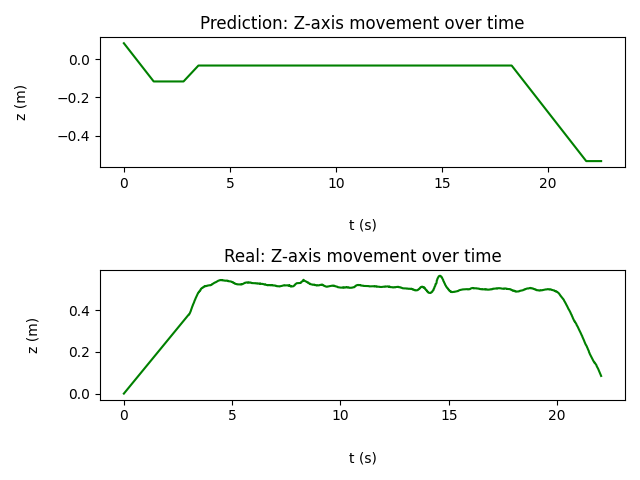 Prediction: Z-axis movement over time
z (m)
0.0
−0.2
−0.4
0 5 10 15 20
t (s)
Real: Z-axis movement over time
z (m)
0.4
0.2
0.0
0 5 10 15 20
t (s)